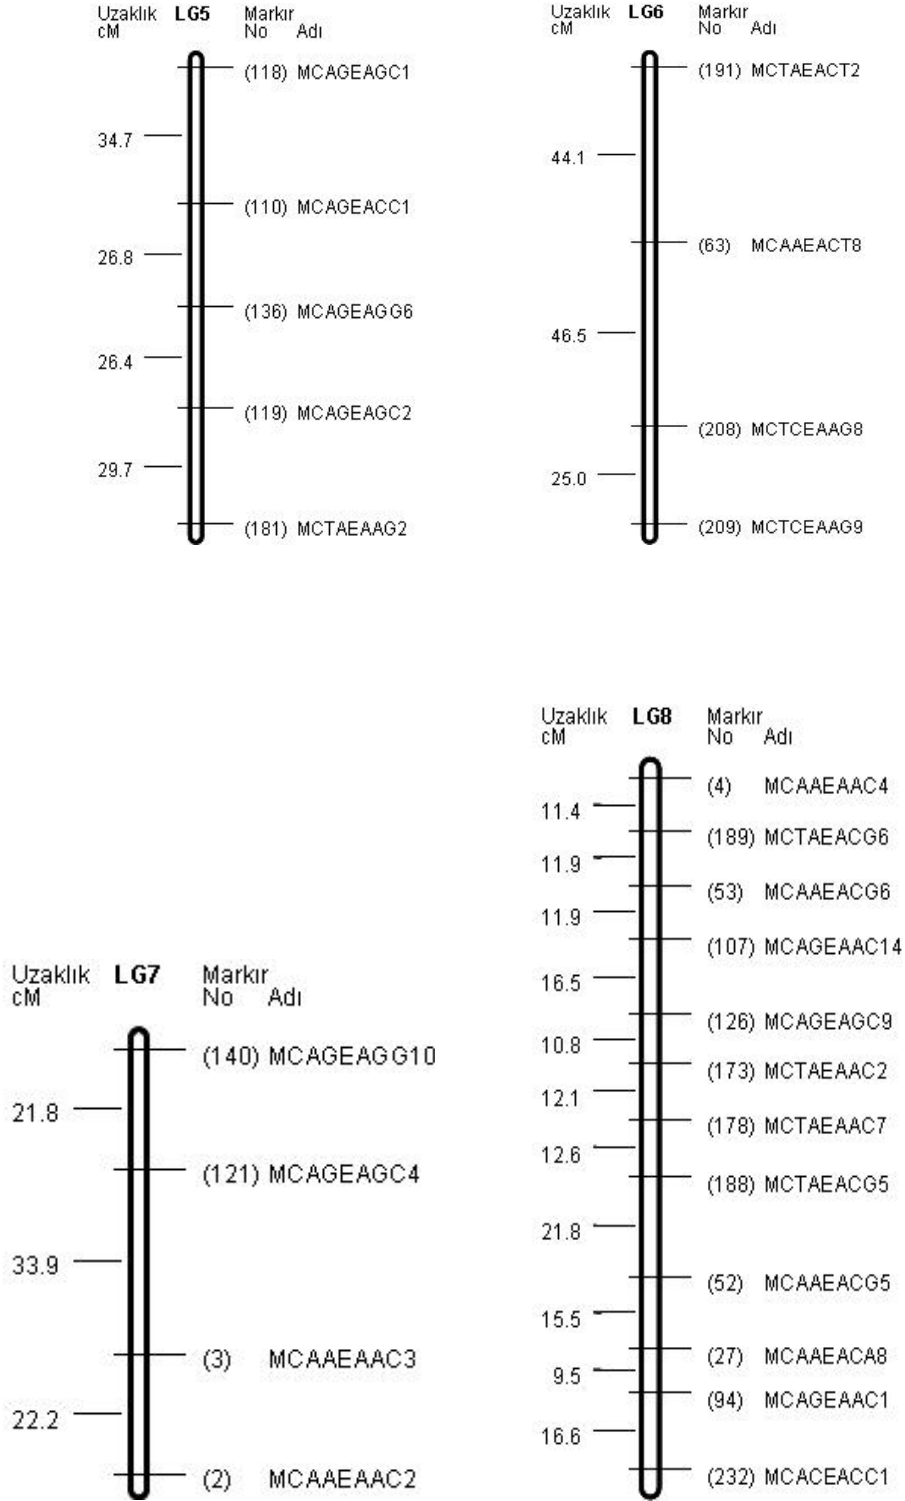 Uzaklık LG5 Markır
cM No Adı
(118) MCAGEAGC1
34.7
(110) MCAGEACC1
26.8
(136) MCAGEAGG6
26.4
(119) MCAGEAGC2
29.7
(181) MCTAEAAG2
Uzaklık LG6 Markır
cM No Adı
(191) MCTAEACT2
44.1
(63) MCAAEACT8
46.5
(208) MCTCEAAG8
25.0
(209) MCTCEAAG9
Uzaklık LG7 Markır
cM No Adı
(140) MCAGEAGG10
21.8
(121) MCAGEAGC4
33.9
(3) MCAAEAAC3
22.2
(2) MCAAEAAC2
Uzaklık LG8 Markır
cM No Adı
(4) MCAAEAAC4
11.4
(189) MCTAEACG6
11.9
(53) MCAAEACG6
11.9
(107) MCAGEAAC14
16.5
(126) MCAGEAGC9
10.8
(173) MCTAEAAC2
12.1
(178) MCTAEAAC7
12.6
(188) MCTAEACG5
21.8
(52) MCAAEACG5
15.5
(27) MCAAEACA8
9.5
(94) MCAGEAAC1
16.6
(232) MCACEACC1